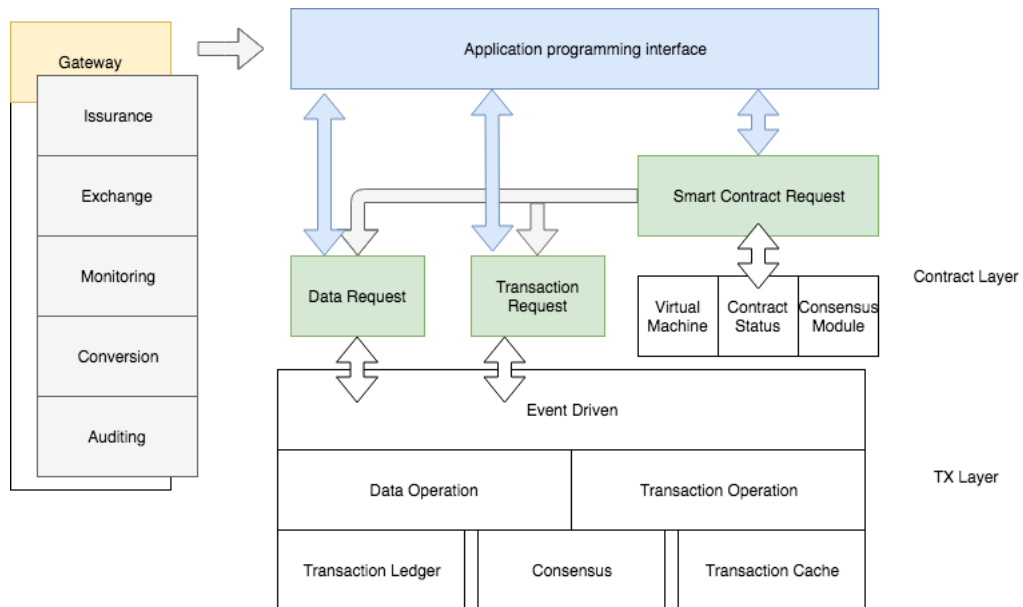 Gateway
Application programming interface
Issurance
Exchange
Smart Contract Request
Monitoring
Data Request
Transaction
Request
Contract Layer
Virtual
Machine
Contract
Status
Consensus
Module
Conversion
Event Driven
Auditing
Data Operation
Transaction Operation
TX Layer
Transaction Ledger
Consensus
Transaction Cache